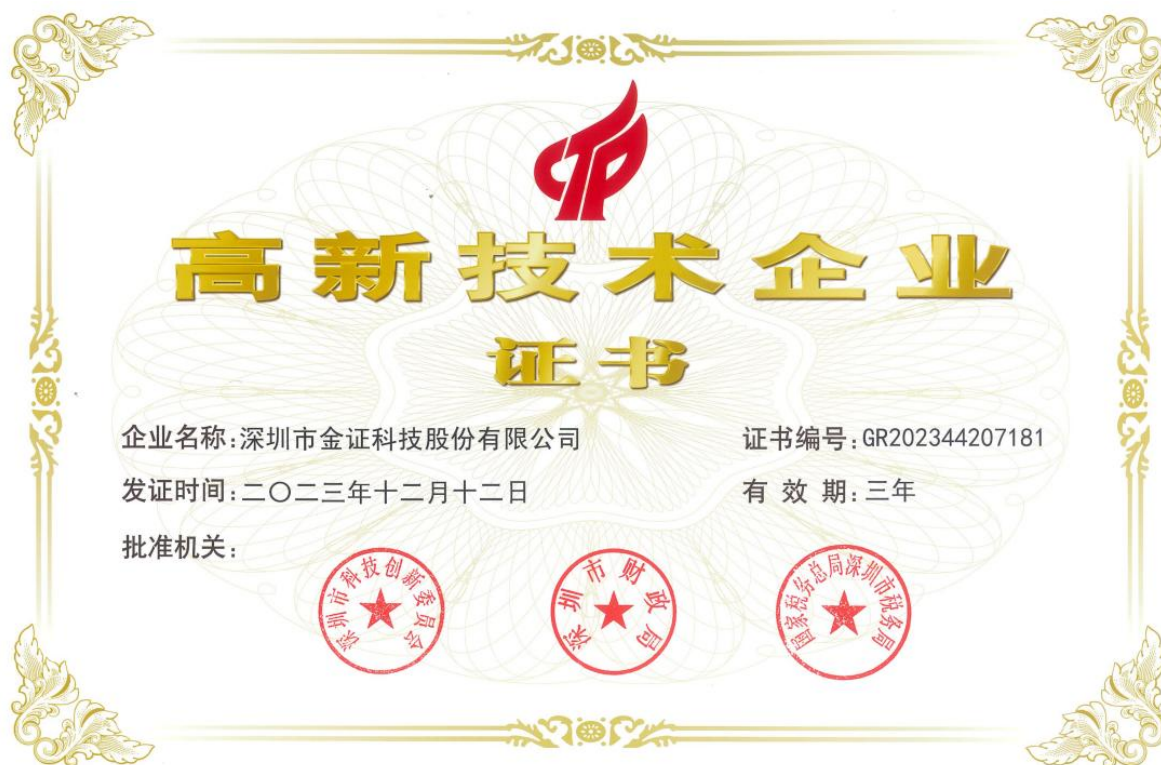 高新技术企业
证书
企业名称:深圳市金证科技股份有限公司
证书编号:GR202344207181
发证时间:二〇二三年十二月十二日
有效期:三年
批准机关:
深圳市科技创新委员会
深圳市财政局
国家税务总局深圳市税务局